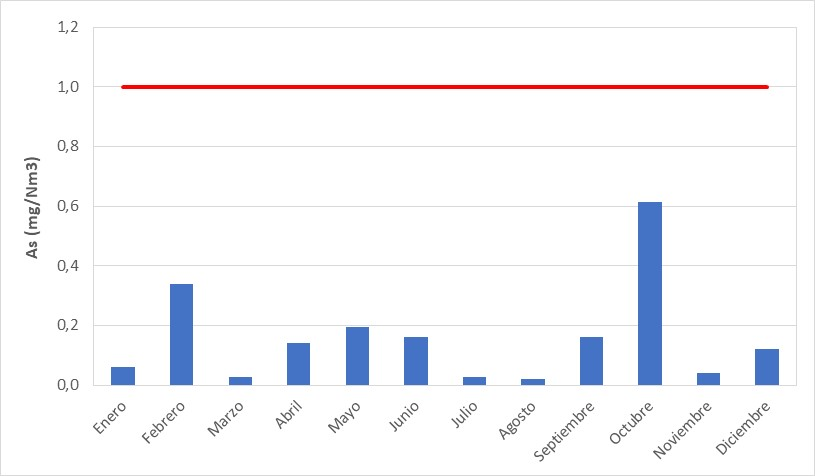 1,2
1,0
0,8
0,6
0,4
0,2
0,0
As (mg/Nm3)
Enero
Febrero
Marzo
Abril
Mayo
Junio
Julio
Agosto
Septiembre
Octubre
Noviembre
Diciembre